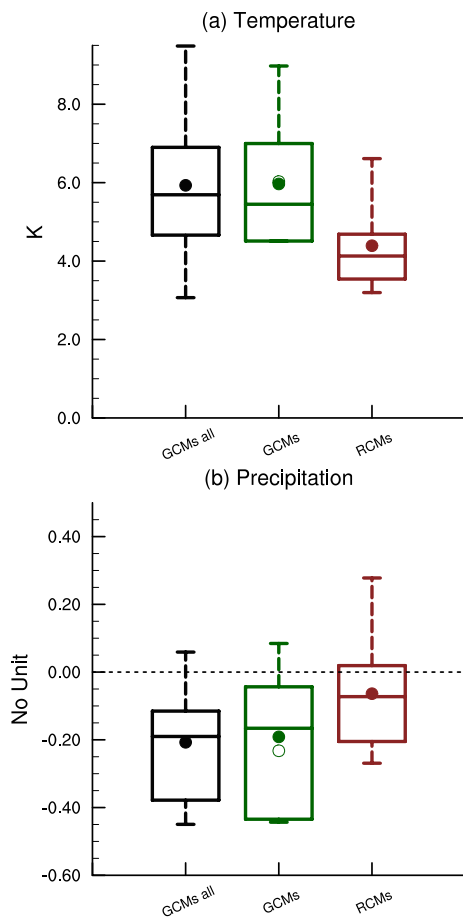 (a) Temperature
8.0
6.0
4.0
2.0
0.0
K
GCMs all
GCMs
RCMs
(b) Precipitation
0.40
0.20
0.00
-0.20
-0.40
-0.60
No Unit
GCMs all
GCMs
RCMs